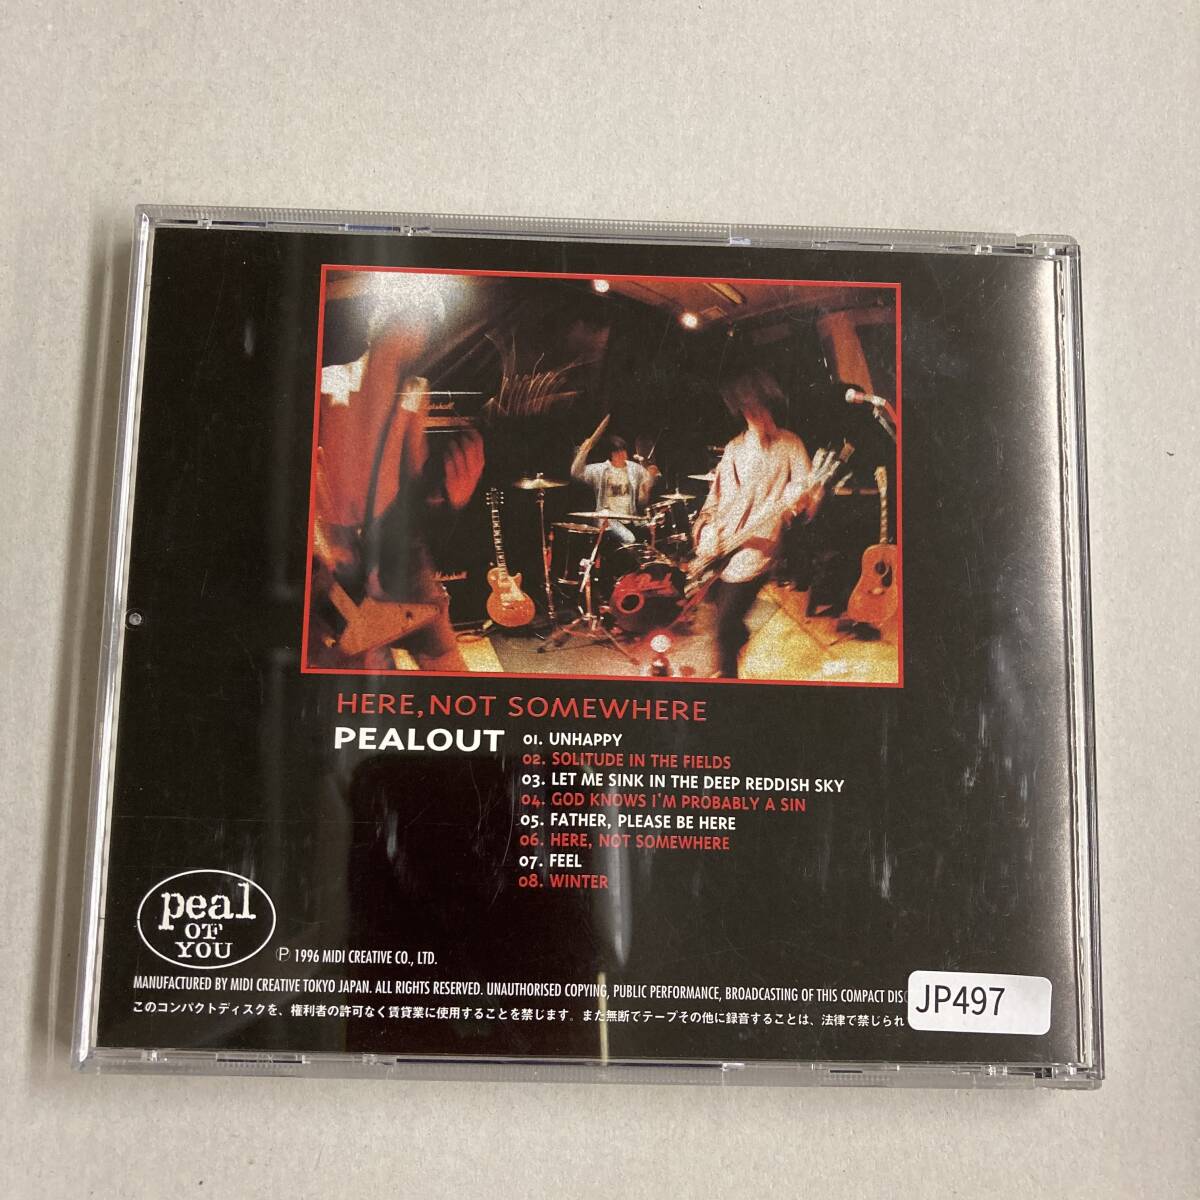 HERE, NOT SOMEWHERE
PEALOUT
01. UNHAPPY
02. SOLITUDE IN THE FIELDS
03. LET ME SINK IN THE DEEP REDDISH SKY
04. GOD KNOWS I'M PROBABLY A SIN
05. FATHER, PLEASE BE HERE
06. HERE, NOT SOMEWHERE
07. FEEL
08. WINTER
peal
OF
YOU
Ⓟ 1996 MIDI CREATIVE CO., LTD.
MANUFACTURED BY MIDI CREATIVE TOKYO JAPAN. ALL RIGHTS RESERVED. UNAUTHORISED COPYING, PUBLIC PERFORMANCE, BROADCASTING OF THIS COMPACT DISC
このコンパクトディスクを、権利者の許可なく賃貸業に使用することを禁じます。また無断でテープその他に録音することは、法律で禁じられ
JP497
Marshall